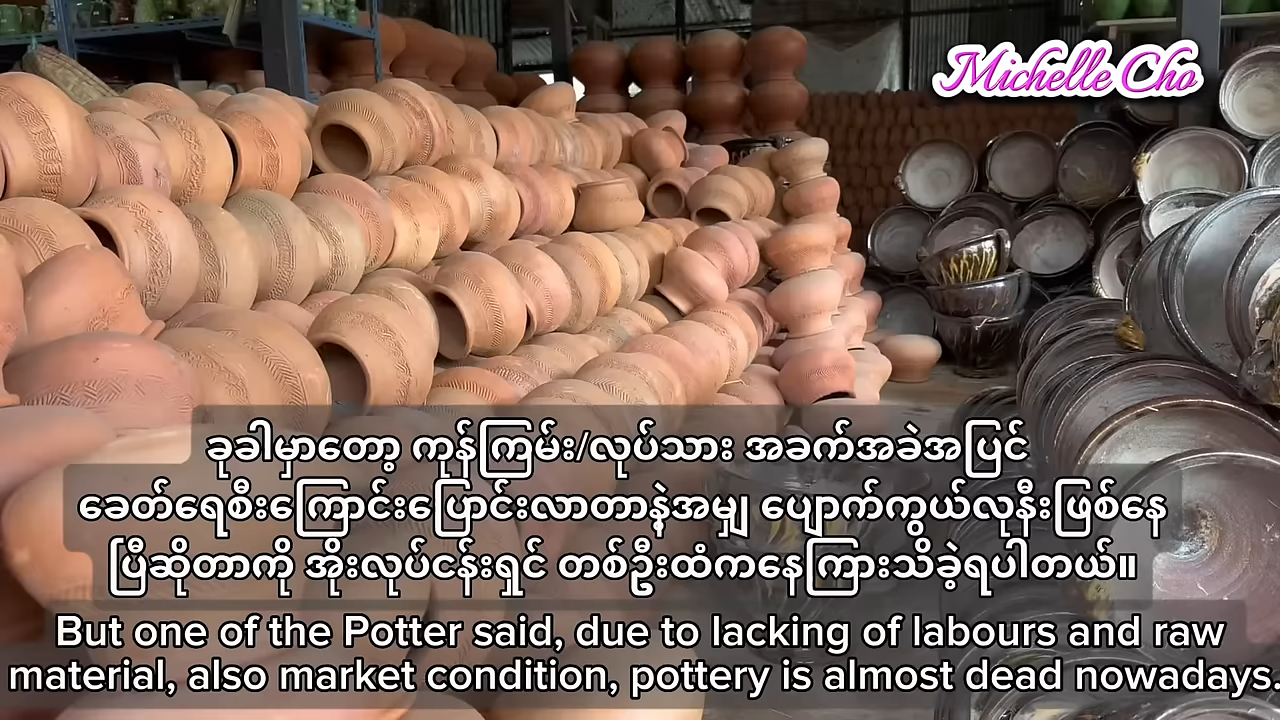 Michelle Cho
ခုခါမှာတော့ ကုန်ကြမ်း/လုပ်သား အခက်အခဲအပြင်
ခေတ်ရေစီးကြောင်းပြောင်းလာတာနဲ့အမျှ ပျောက်ကွယ်လုနီးဖြစ်နေ
ပြီဆိုတာကို အိုးလုပ်ငန်းရှင် တစ်ဦးထံကနေကြားသိခဲ့ရပါတယ်။
But one of the Potter said, due to lacking of labours and raw
material, also market condition, pottery is almost dead nowadays.